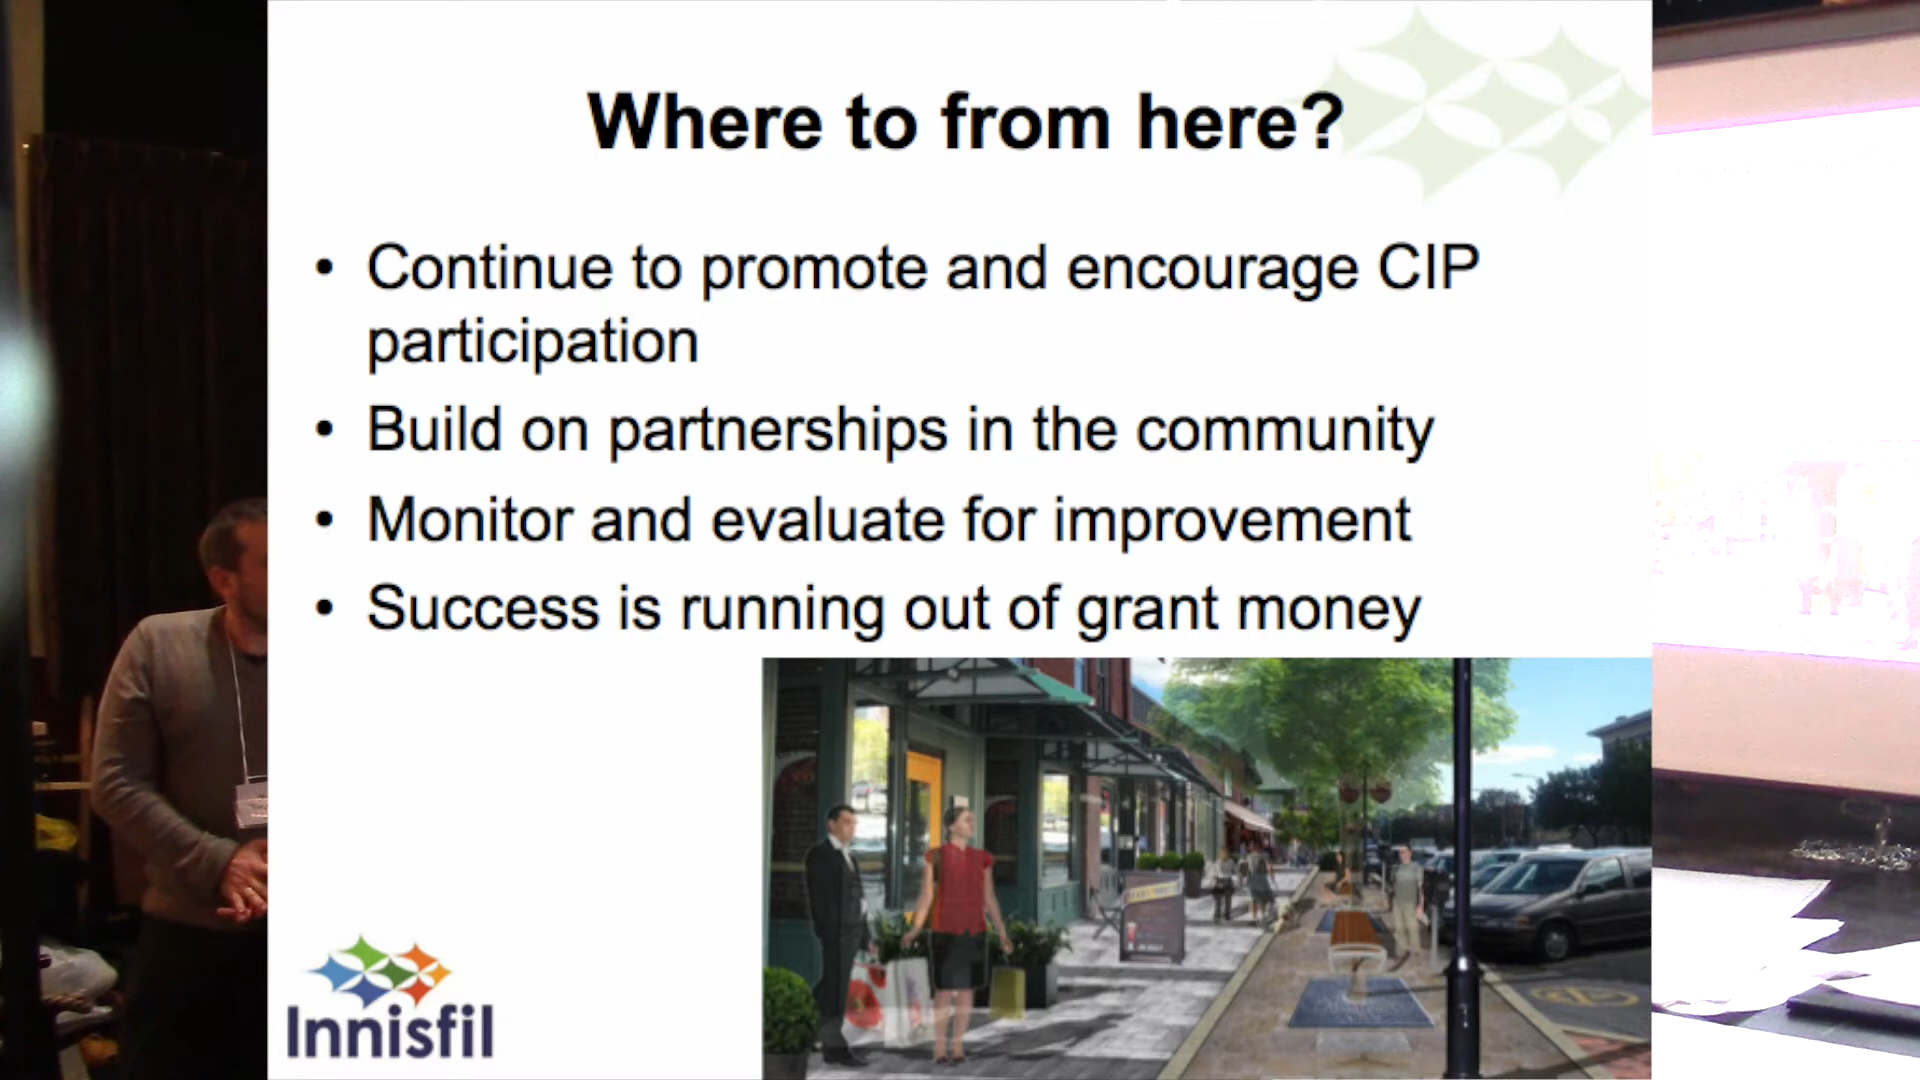 Where to from here?
• Continue to promote and encourage CIP
participation
• Build on partnerships in the community
• Monitor and evaluate for improvement
• Success is running out of grant money
Innisfil